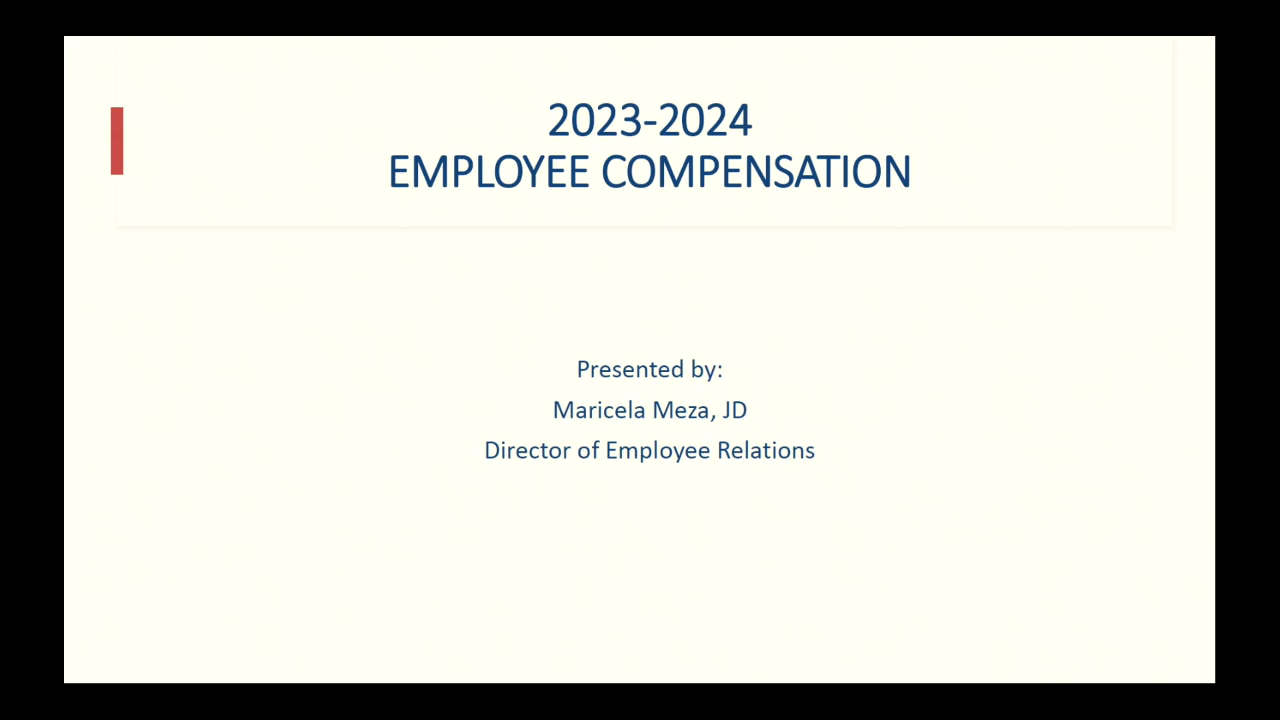 2023-2024
EMPLOYEE COMPENSATION
Presented by:
Maricela Meza, JD
Director of Employee Relations